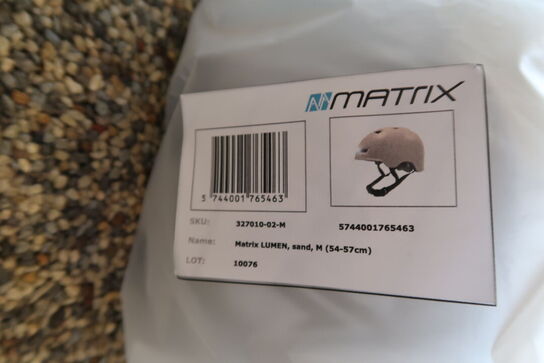 MATRIX
5 744001 765463
SKU: 327010-02-M 5744001765463
Name: Matrix LUMEN, sand, M (54-57cm)
LOT: 10076